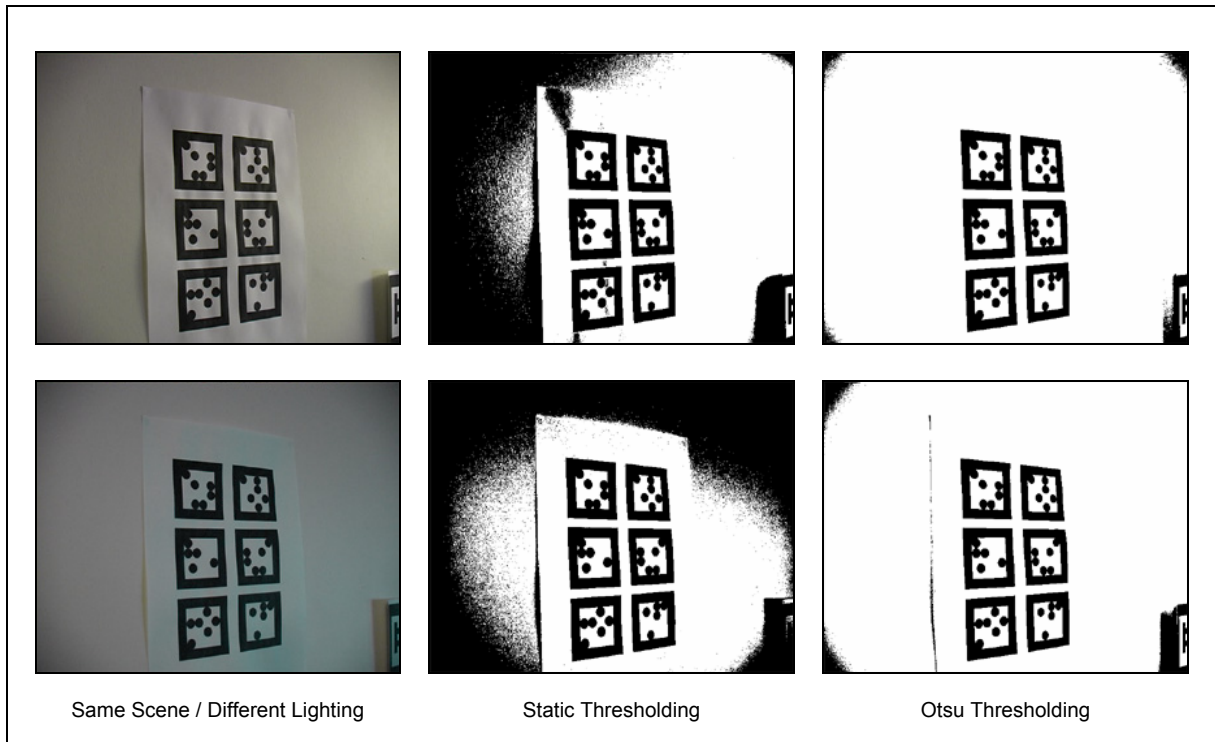 Same Scene / Different Lighting
Static Thresholding
Otsu Thresholding